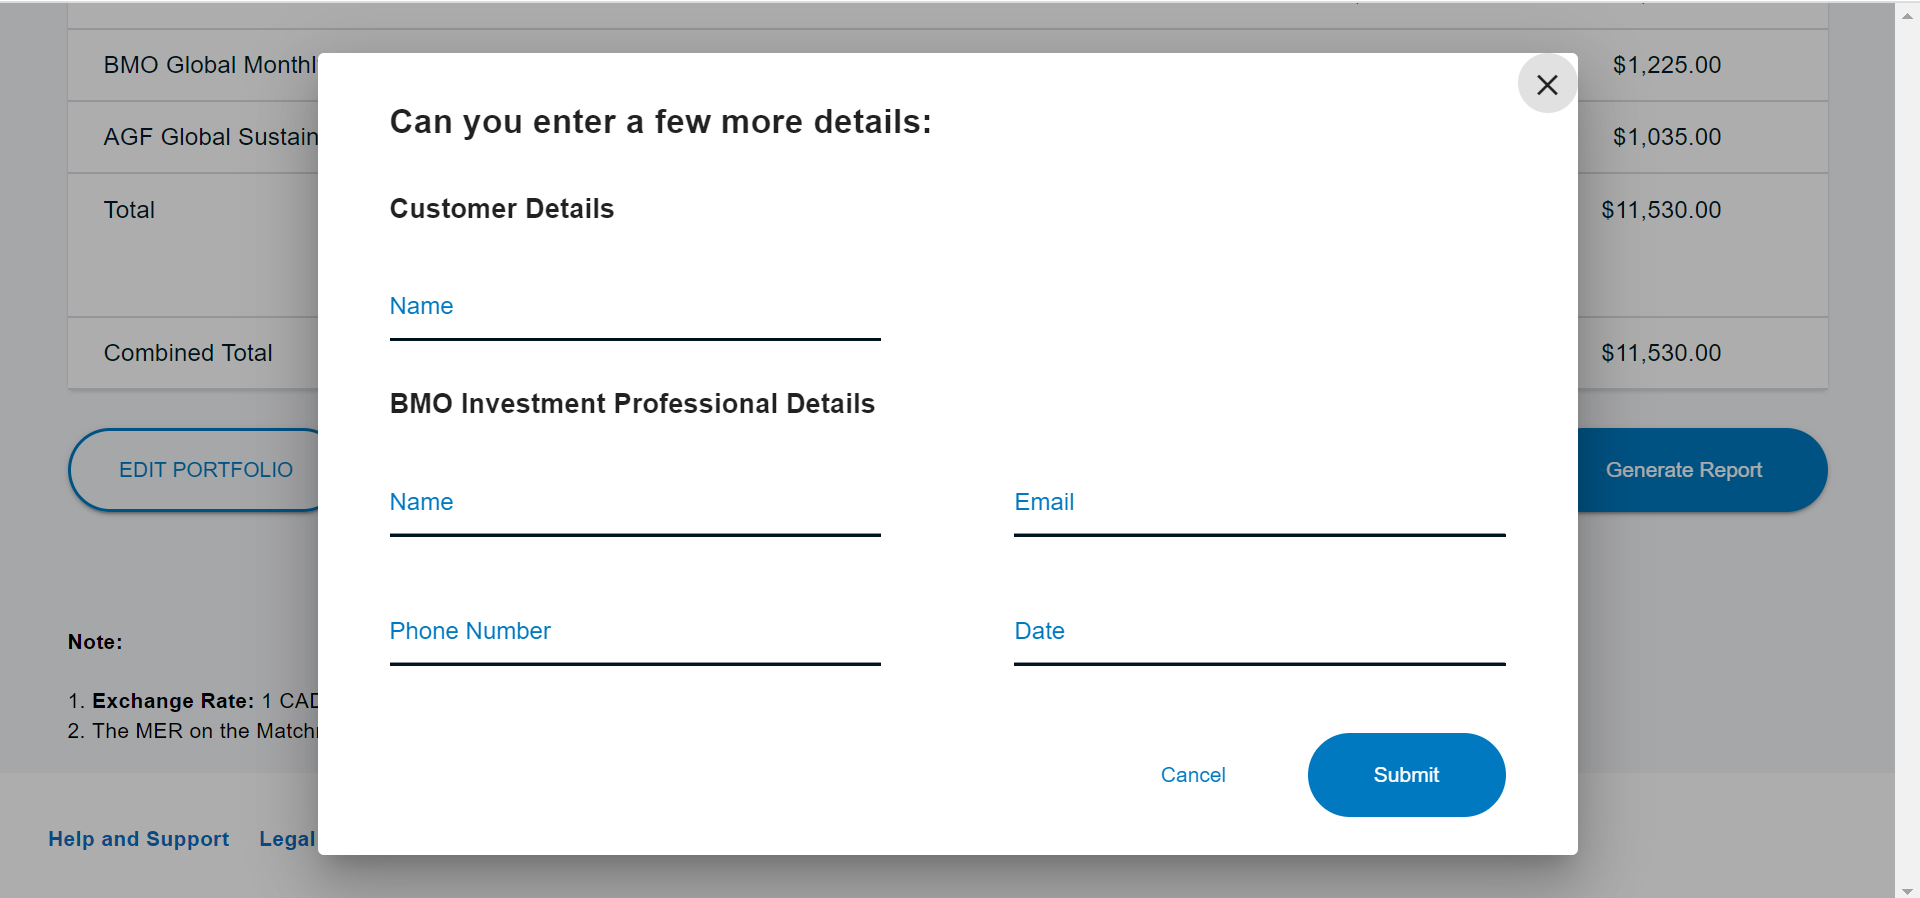 BMO Global Monthl
$1,225.00
AGF Global Sustain
$1,035.00
Total
$11,530.00
Combined Total
$11,530.00
EDIT PORTFOLIO
Generate Report
Note:
1. Exchange Rate: 1 CAD
2. The MER on the Match
Help and Support
Legal
Can you enter a few more details:
Customer Details
Name
BMO Investment Professional Details
Name
Email
Phone Number
Date
Cancel
Submit